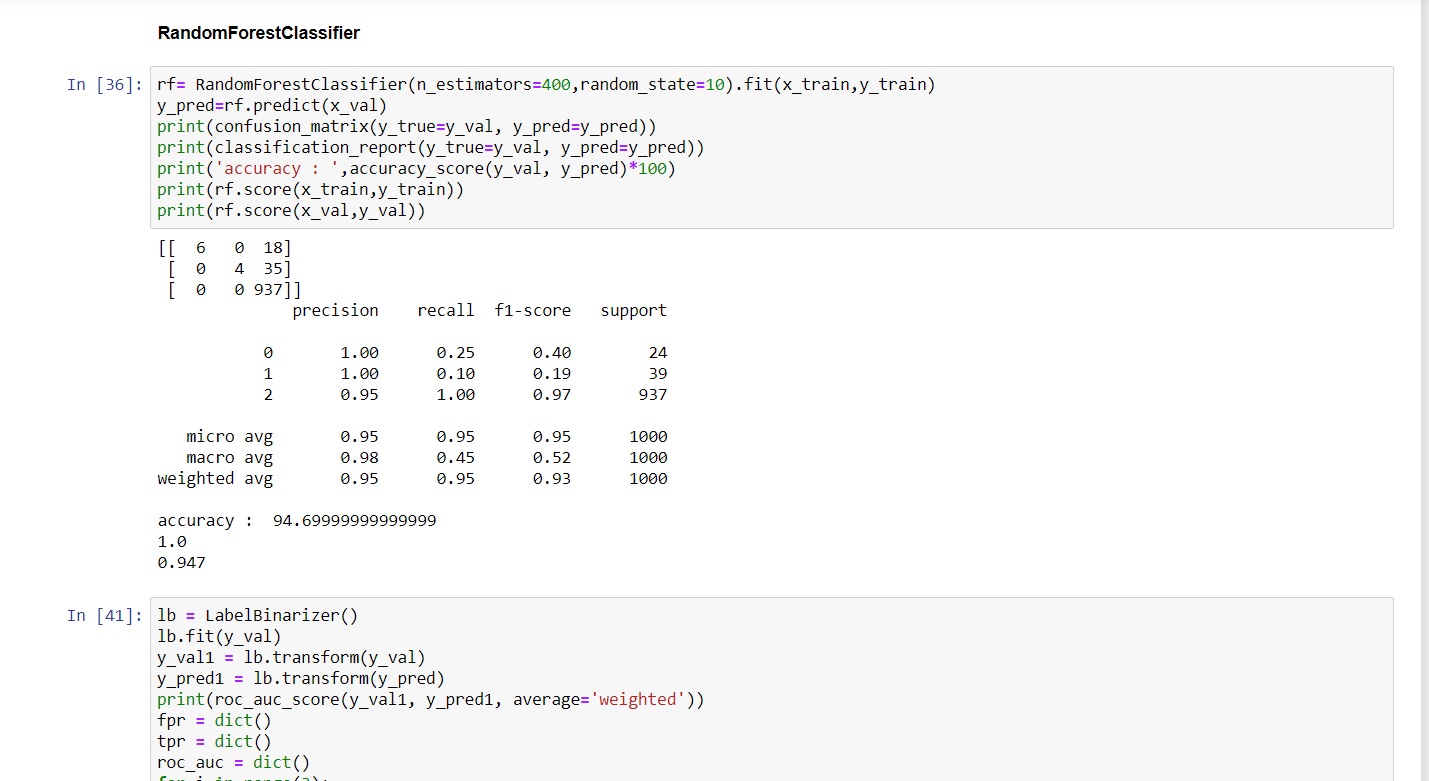 RandomForestClassifier
In [36]: rf= RandomForestClassifier(n_estimators=400,random_state=10).fit(x_train,y_train)
y_pred=rf.predict(x_val)
print(confusion_matrix(y_true=y_val, y_pred=y_pred))
print(classification_report(y_true=y_val, y_pred=y_pred))
print('accuracy : ',accuracy_score(y_val, y_pred)*100)
print(rf.score(x_train,y_train))
print(rf.score(x_val,y_val))
[[  6   0  18]
 [  0   4  35]
 [  0   0 937]]
              precision    recall  f1-score   support
           0       1.00      0.25      0.40        24
           1       1.00      0.10      0.19        39
           2       0.95      1.00      0.97       937
   micro avg       0.95      0.95      0.95      1000
   macro avg       0.98      0.45      0.52      1000
weighted avg       0.95      0.95      0.93      1000
accuracy :  94.69999999999999
1.0
0.947
In [41]: lb = LabelBinarizer()
lb.fit(y_val)
y_val1 = lb.transform(y_val)
y_pred1 = lb.transform(y_pred)
print(roc_auc_score(y_val1, y_pred1, average='weighted'))
fpr = dict()
tpr = dict()
roc_auc = dict()